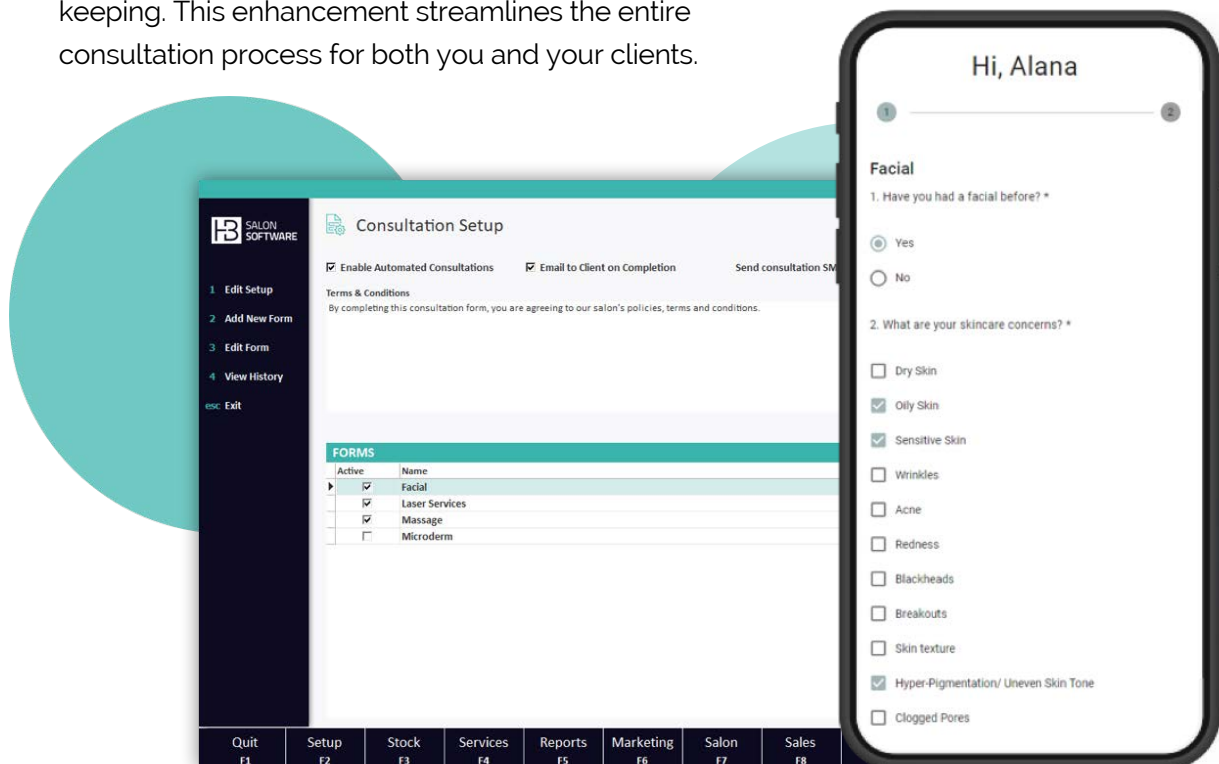 keeping. This enhancement streamlines the entire
consultation process for both you and your clients.
HB SALON
SOFTWARE
1 Edit Setup
2 Add New Form
3 Edit Form
4 View History
esc Exit
Consultation Setup
Enable Automated Consultations Email to Client on Completion Send consultation SM
Terms & Conditions
By completing this consultation form, you are agreeing to our salon's policies, terms and conditions.
FORMS
Active Name
Facial
Laser Services
Massage
Microderm
Quit Setup Stock Services Reports Marketing Salon Sales
F1 F2 F3 F4 F5 F6 F7 F8
Hi, Alana
1 2
Facial
1. Have you had a facial before? *
Yes
No
2. What are your skincare concerns? *
Dry Skin
Oily Skin
Sensitive Skin
Wrinkles
Acne
Redness
Blackheads
Breakouts
Skin texture
Hyper-Pigmentation/ Uneven Skin Tone
Clogged Pores